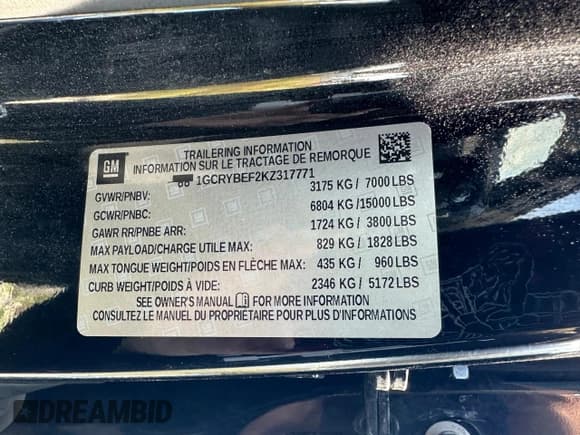 GM
TRAILERING INFORMATION
INFORMATION SUR LE TRACTAGE DE REMORQUE
1GCRYBEF2KZ317771
GVWR/PNBV: 3175 KG / 7000 LBS
GCWR/PNBC: 6804 KG /15000 LBS
GAWR RR/PNBE ARR: 1724 KG / 3800 LBS
MAX PAYLOAD/CHARGE UTILE MAX: 829 KG / 1828 LBS
MAX TONGUE WEIGHT/POIDS EN FLÈCHE MAX: 435 KG / 960 LBS
CURB WEIGHT/POIDS À VIDE: 2346 KG / 5172 LBS
SEE OWNER'S MANUAL FOR MORE INFORMATION
CONSULTEZ LE MANUEL DU PROPRIÉTAIRE POUR PLUS D'INFORMATIONS
DREAMBID